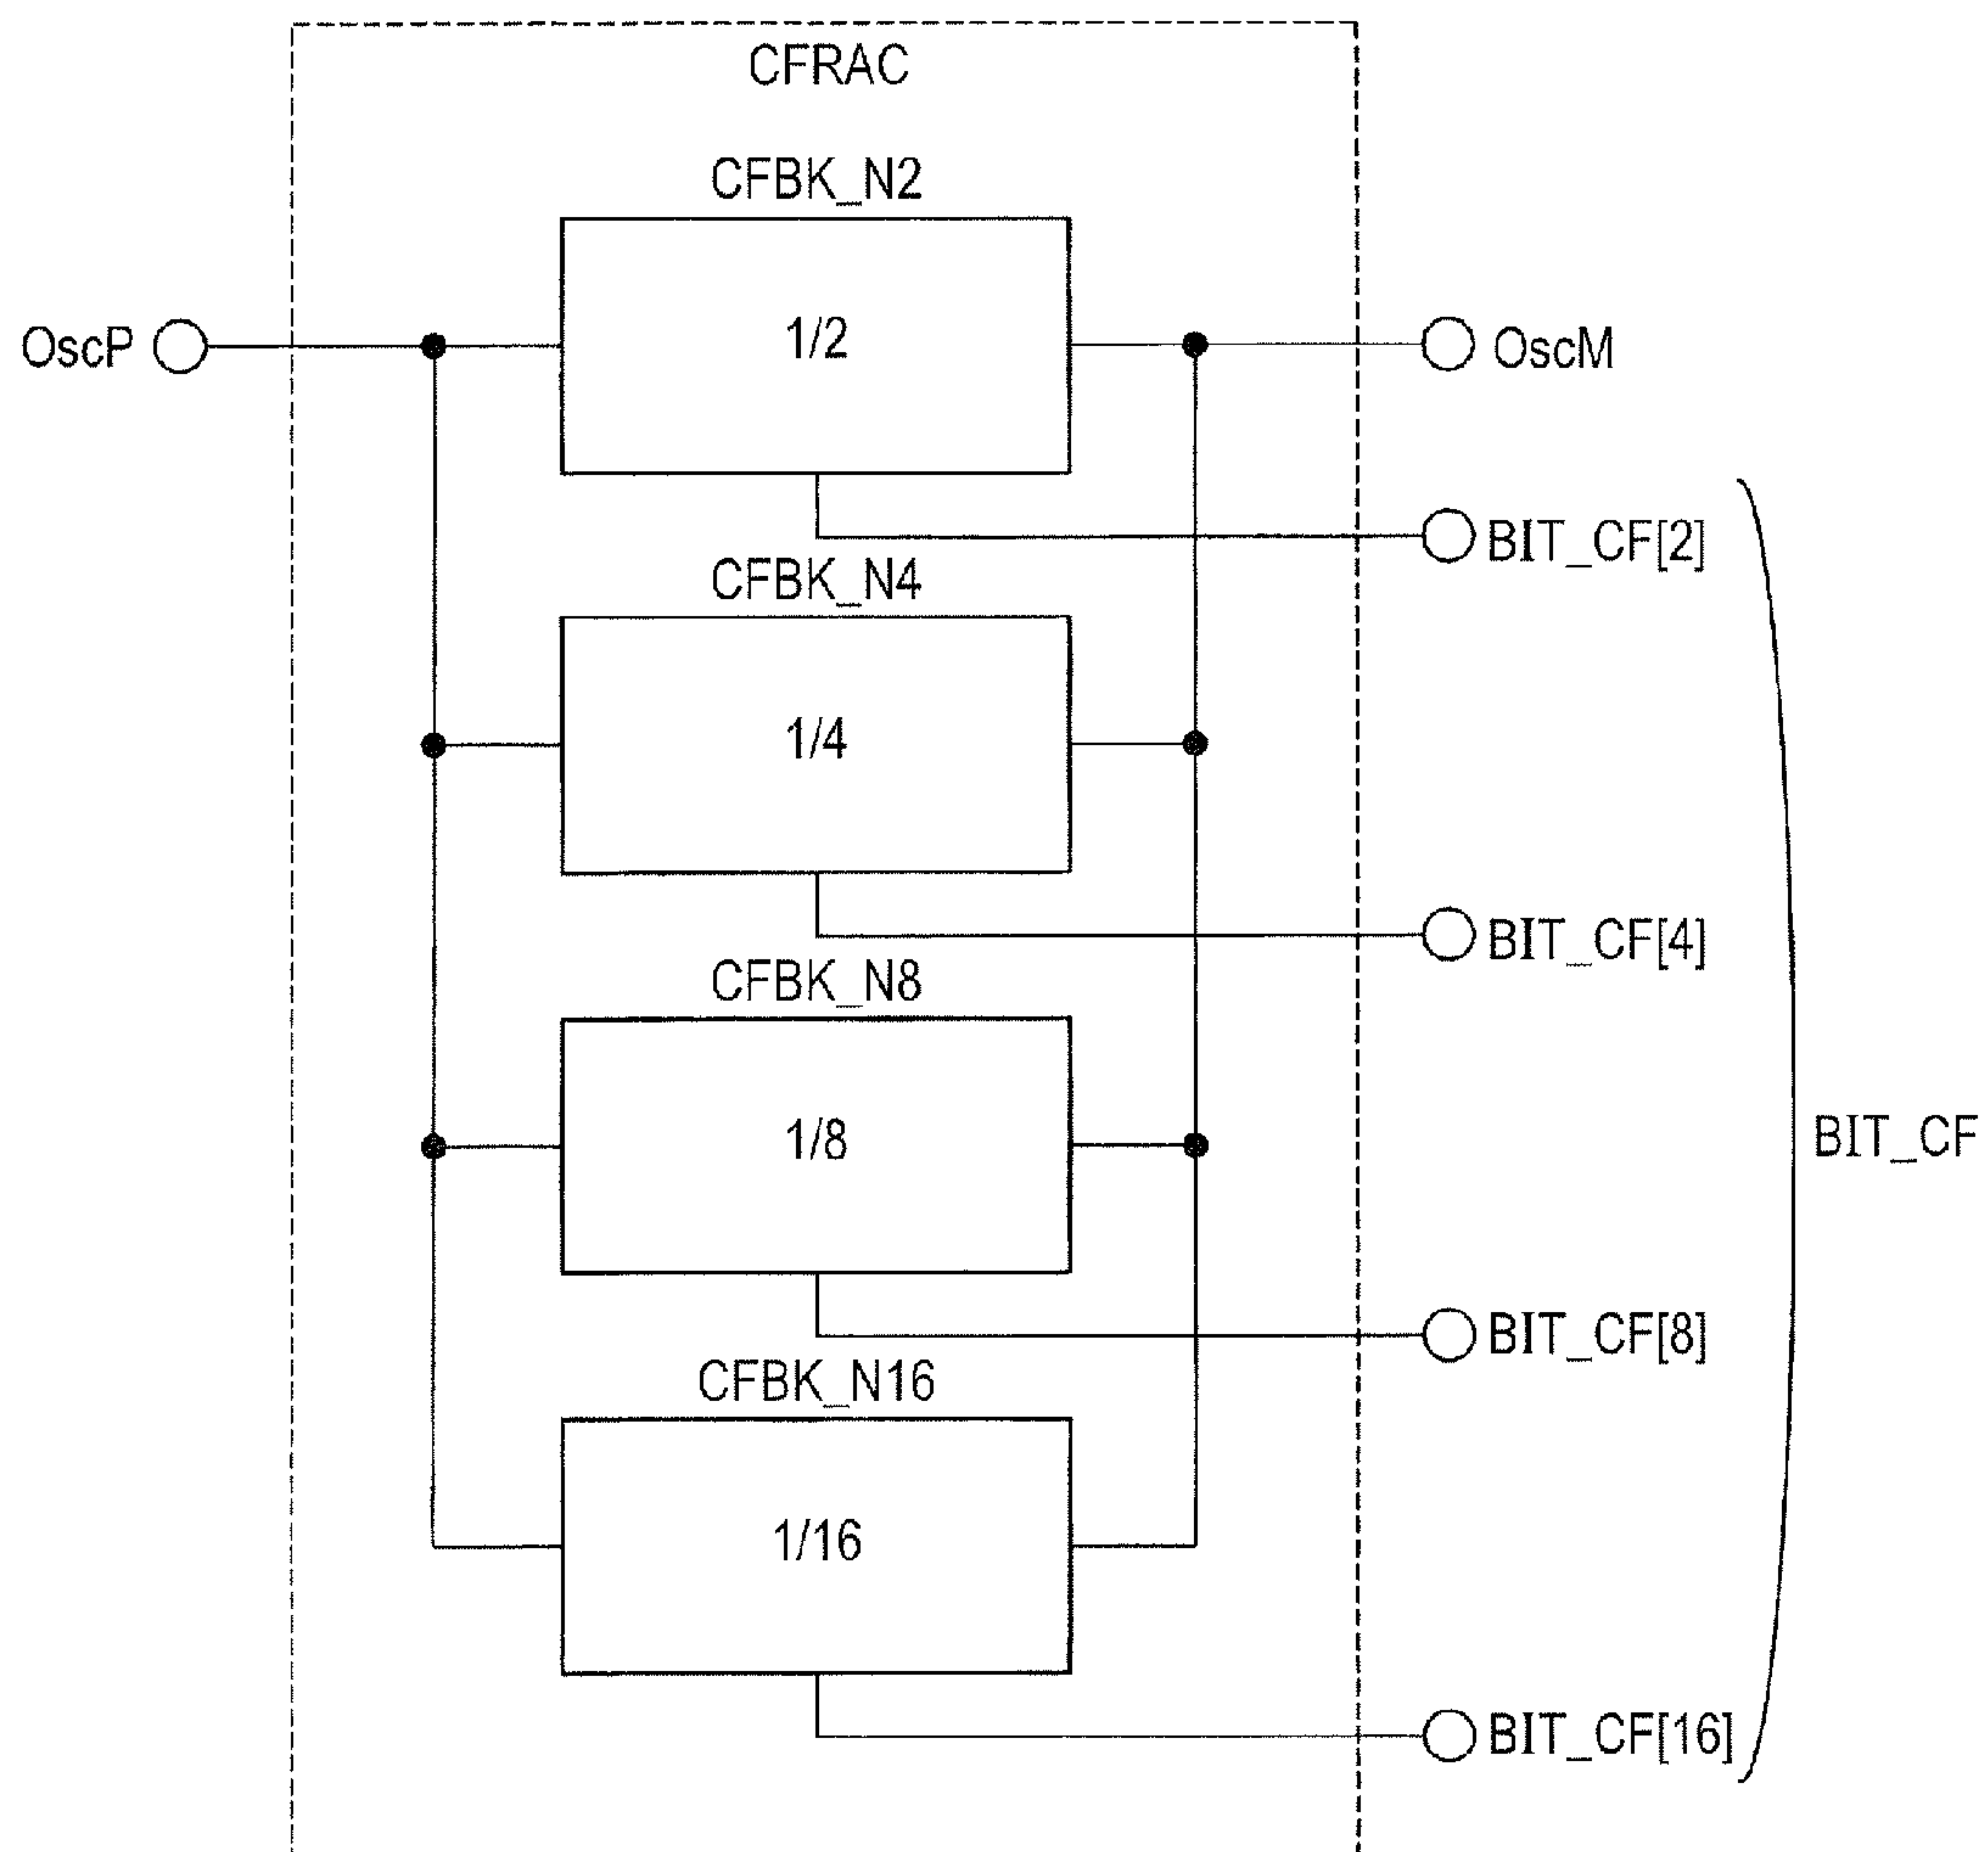 CFRAC
CFBK_N2
1/2
OscP
OscM
BIT_CF[2]
CFBK_N4
1/4
BIT_CF[4]
CFBK_N8
1/8
BIT_CF
BIT_CF[8]
CFBK_N16
1/16
BIT_CF[16]